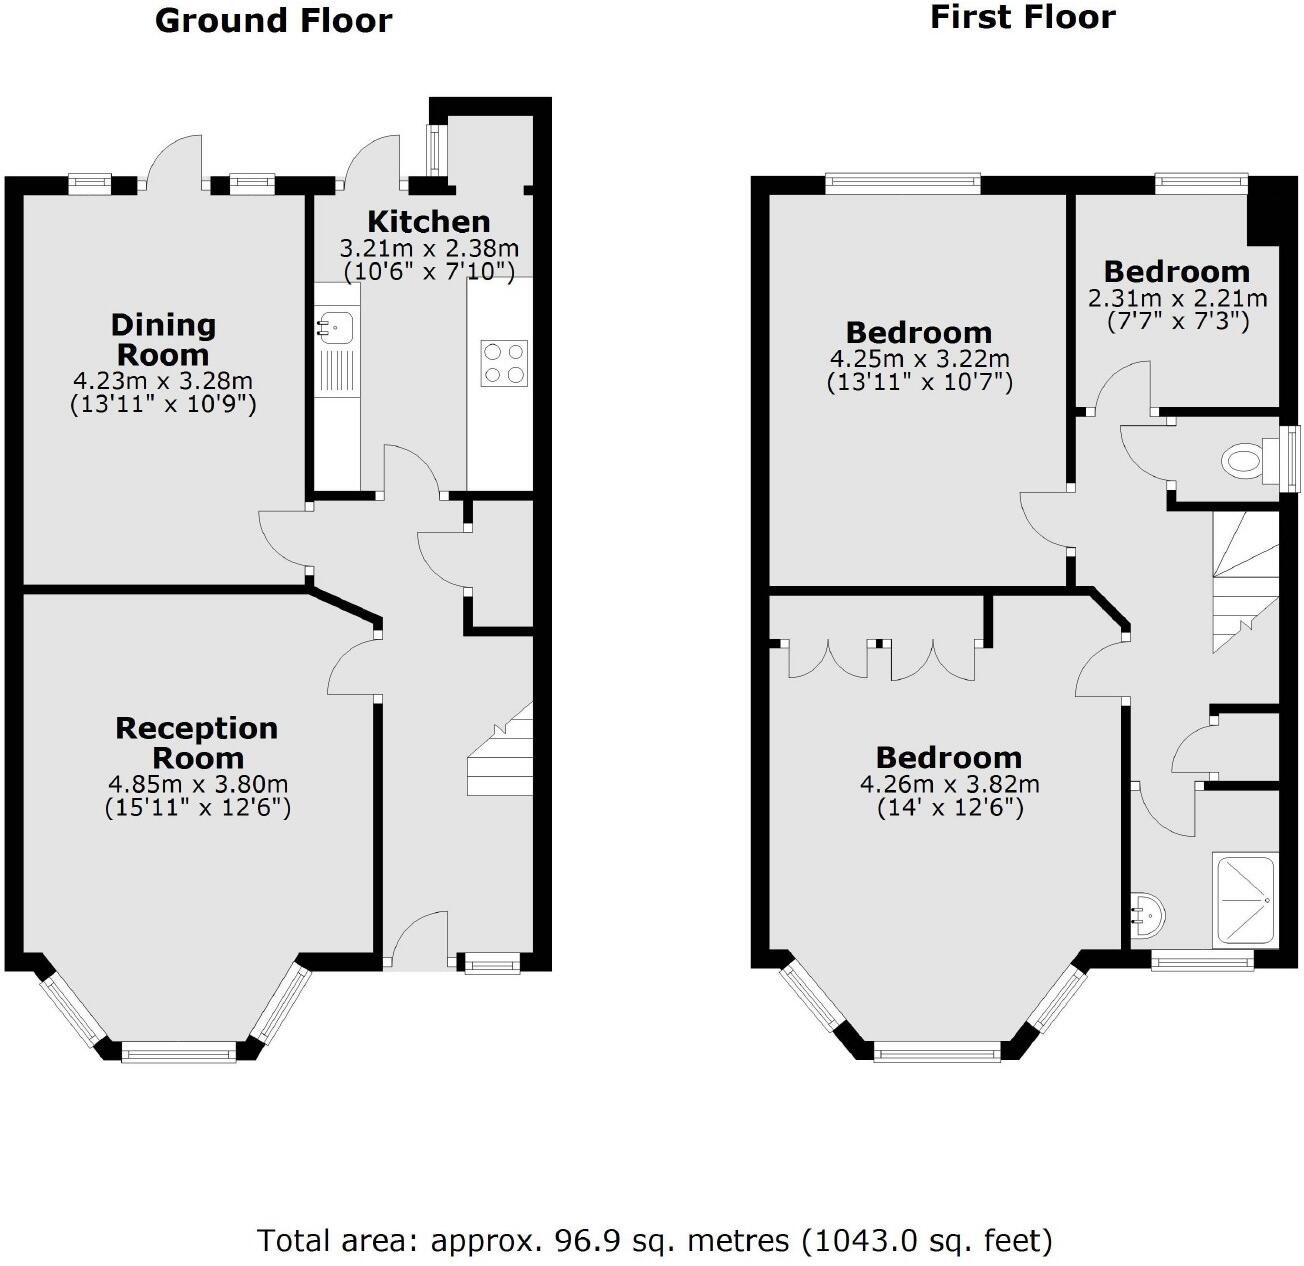 Ground Floor
First Floor
Kitchen
3.21m x 2.38m
(10'6" x 7'10")
Dining
Room
4.23m x 3.28m
(13'11" x 10'9")
Reception
Room
4.85m x 3.80m
(15'11" x 12'6")
Bedroom
2.31m x 2.21m
(7'7" x 7'3")
Bedroom
4.25m x 3.22m
(13'11" x 10'7")
Bedroom
4.26m x 3.82m
(14' x 12'6")
Total area: approx. 96.9 sq. metres (1043.0 sq. feet)